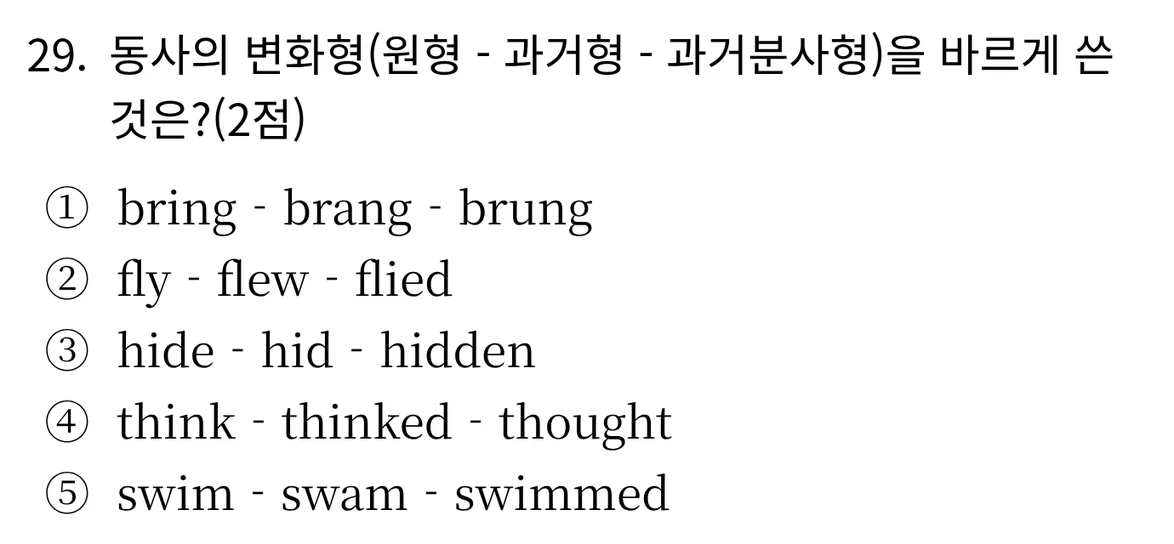 29. 동사의 변화형(원형 - 과거형 - 과거분사형)을 바르게 쓴
것은?(2점)
① bring - brang - brung
② fly - flew - flied
③ hide - hid - hidden
④ think - thinked - thought
⑤ swim - swam - swimmed